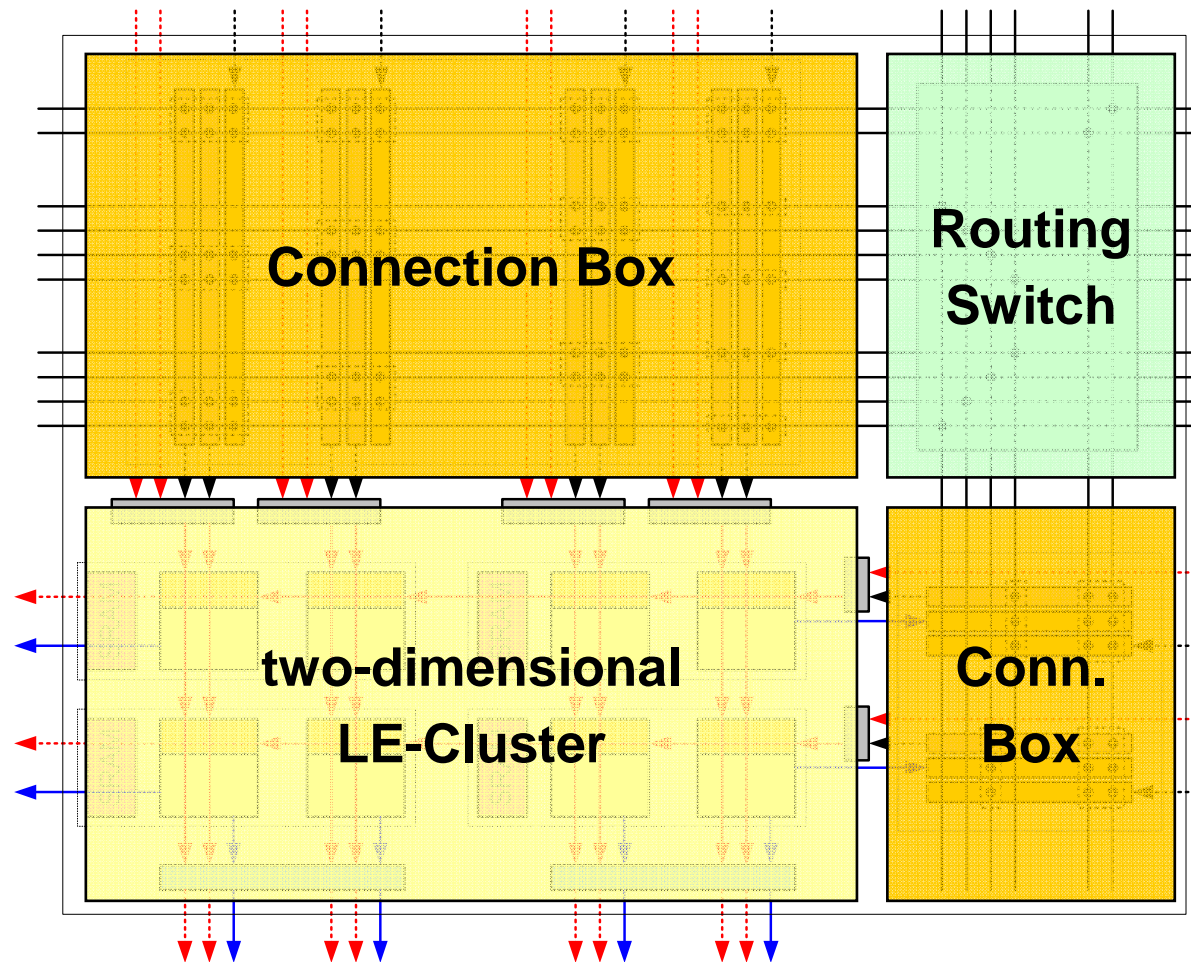 Connection Box
Routing
Switch
two-dimensional
LE-Cluster
Conn.
Box